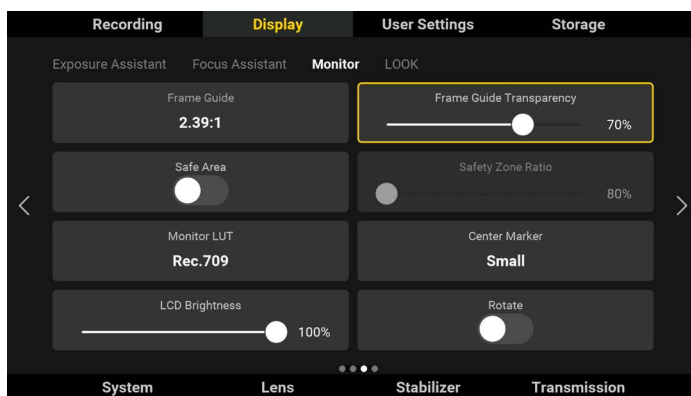 Recording Display User Settings Storage
Exposure Assistant Focus Assistant Monitor LOOK
Frame Guide
2.39:1
Frame Guide Transparency
70%
Safe Area
Safety Zone Ratio
80%
Monitor LUT
Rec.709
Center Marker
Small
LCD Brightness
100%
Rotate
System Lens Stabilizer Transmission